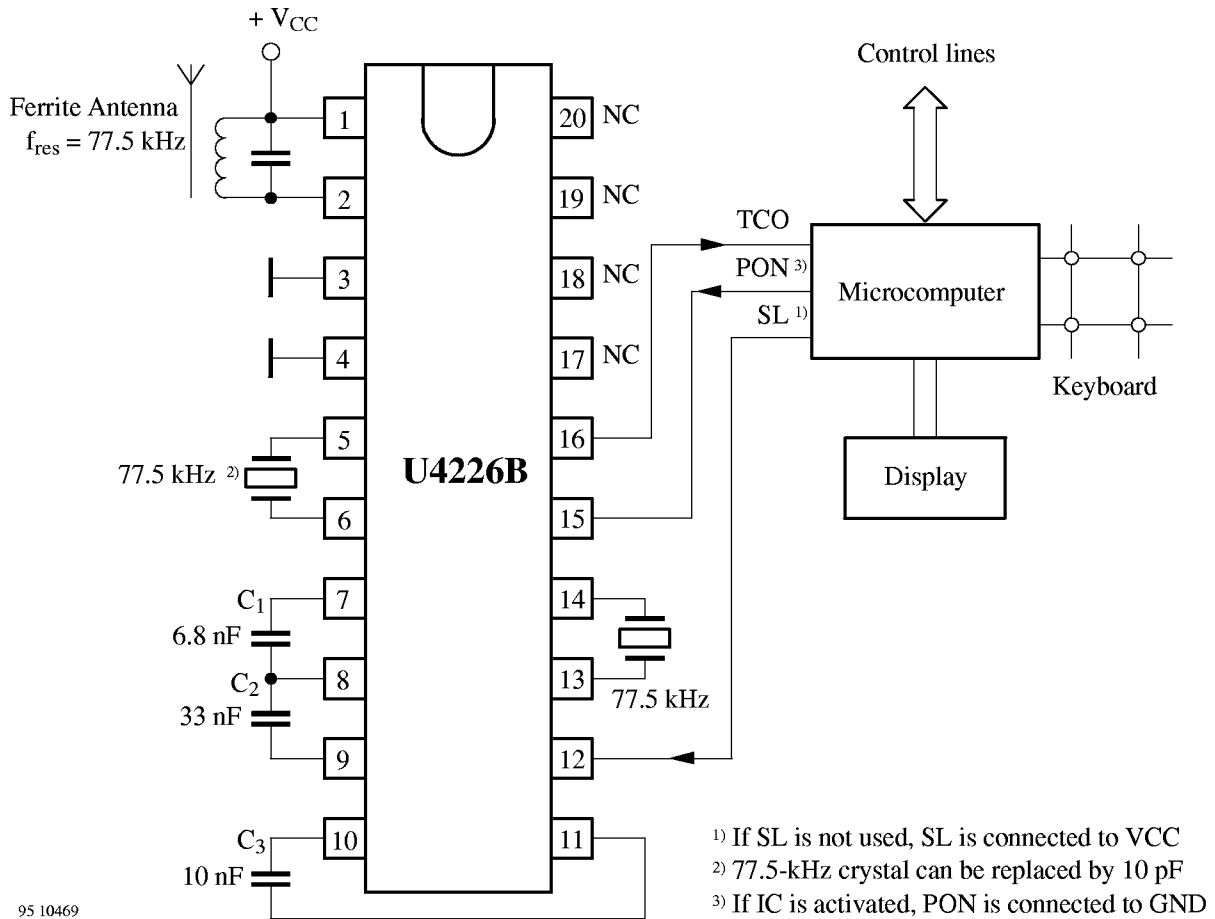 + VCC
Control lines
Ferrite Antenna
fres = 77.5 kHz
1
20 NC
2
19 NC
TCO
3
18 NC
PON 3)
Microcomputer
SL 1)
4
17 NC
Keyboard
5
16
77.5 kHz 2)
U4226B
Display
6
15
C1
7
14
6.8 nF
C2
8
13
77.5 kHz
33 nF
9
12
C3
10
11
10 nF
1) If SL is not used, SL is connected to VCC
2) 77.5-kHz crystal can be replaced by 10 pF
3) If IC is activated, PON is connected to GND
95 10469